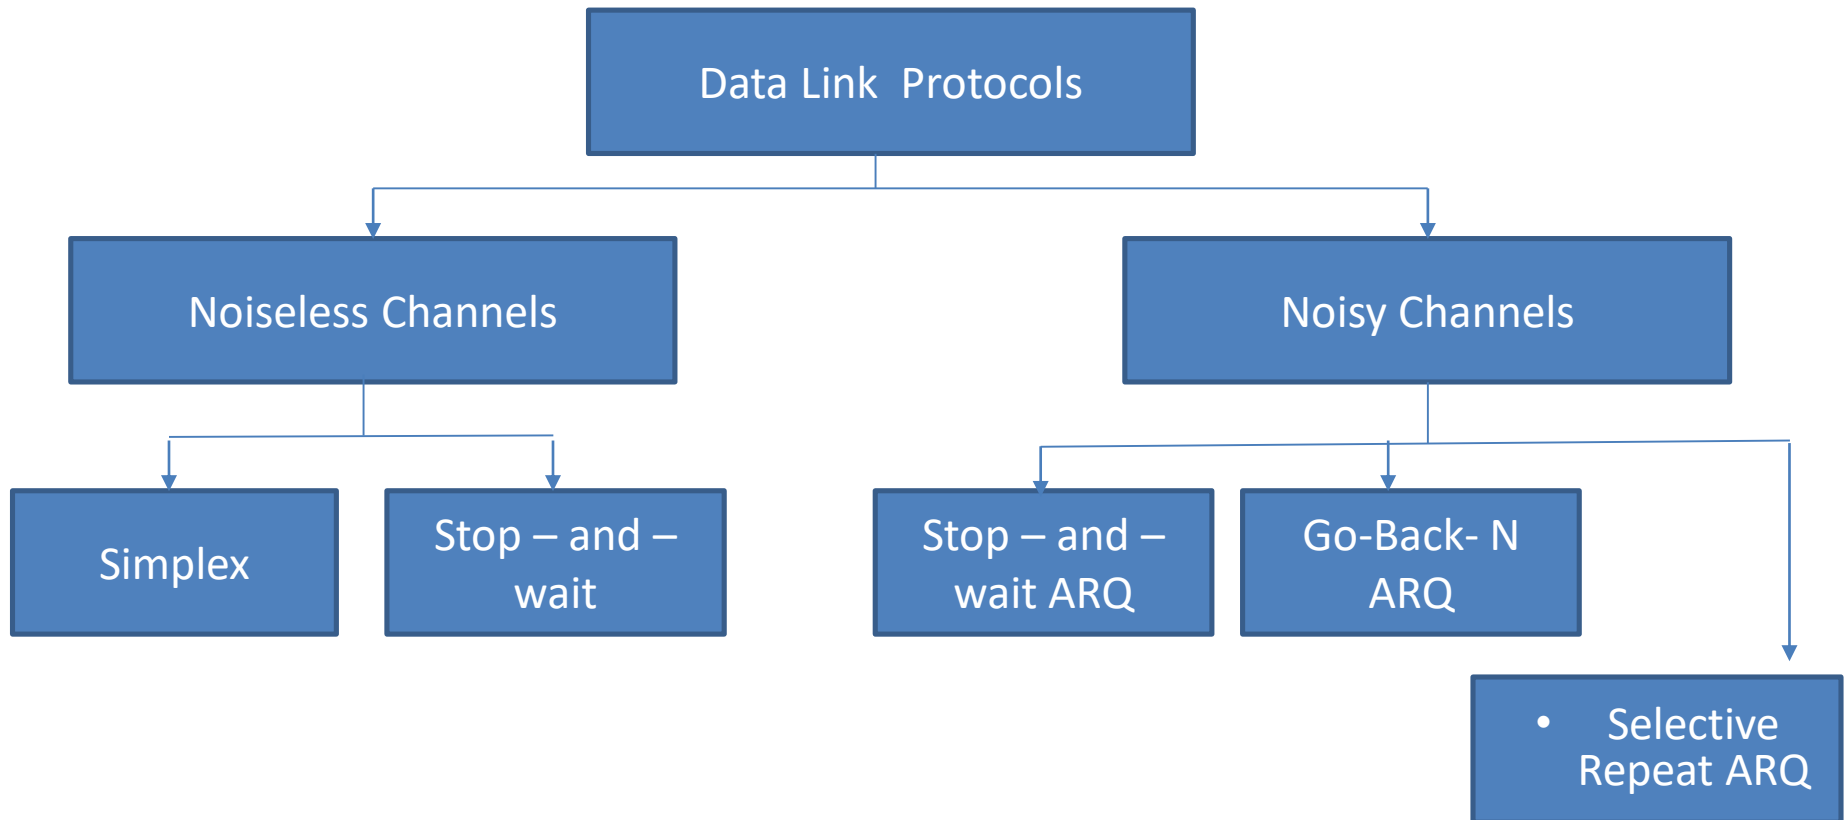 Data Link  Protocols
Noiseless Channels
Noisy Channels
Simplex
Stop – and –
wait
Stop – and –
wait ARQ
Go-Back- N
ARQ
• Selective
Repeat ARQ